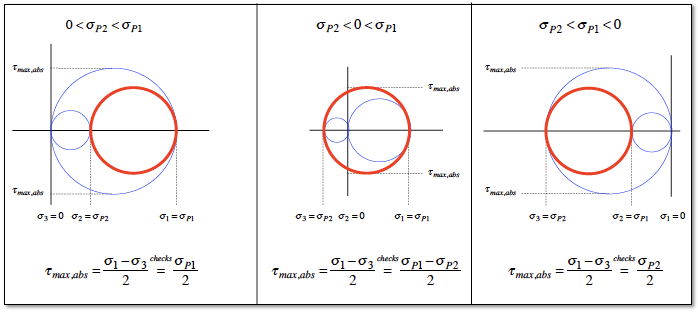 0 < σP2 < σP1
τmax,abs
τmax,abs
σ3 = 0 σ2 = σP2 σ1 = σP1
τmax,abs = (σ1 − σ3)/2 checks= σP1/2
σP2 < 0 < σP1
τmax,abs
τmax,abs
σ3 = σP2 σ2 = 0 σ1 = σP1
τmax,abs = (σ1 − σ3)/2 checks= (σP1 − σP2)/2
σP2 < σP1 < 0
τmax,abs
τmax,abs
σ3 = σP2 σ2 = σP1 σ1 = 0
τmax,abs = (σ1 − σ3)/2 checks= σP2/2